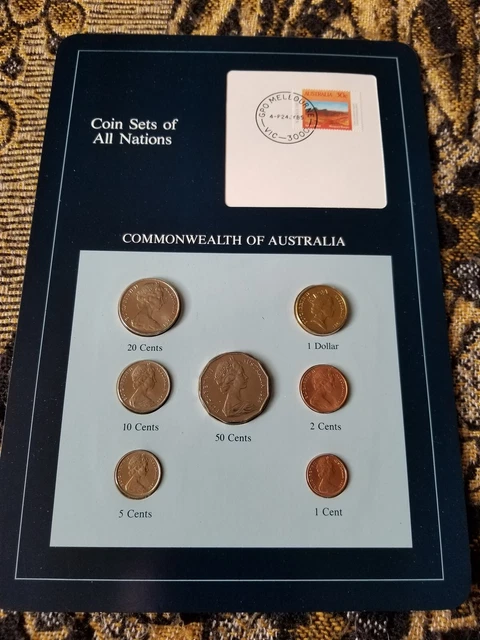 Coin Sets of
All Nations
GPO MELBOURNE
VIC-3000
AUSTRALIA
COMMONWEALTH OF AUSTRALIA
20 Cents
1 Dollar
10 Cents
50 Cents
2 Cents
5 Cents
1 Cent